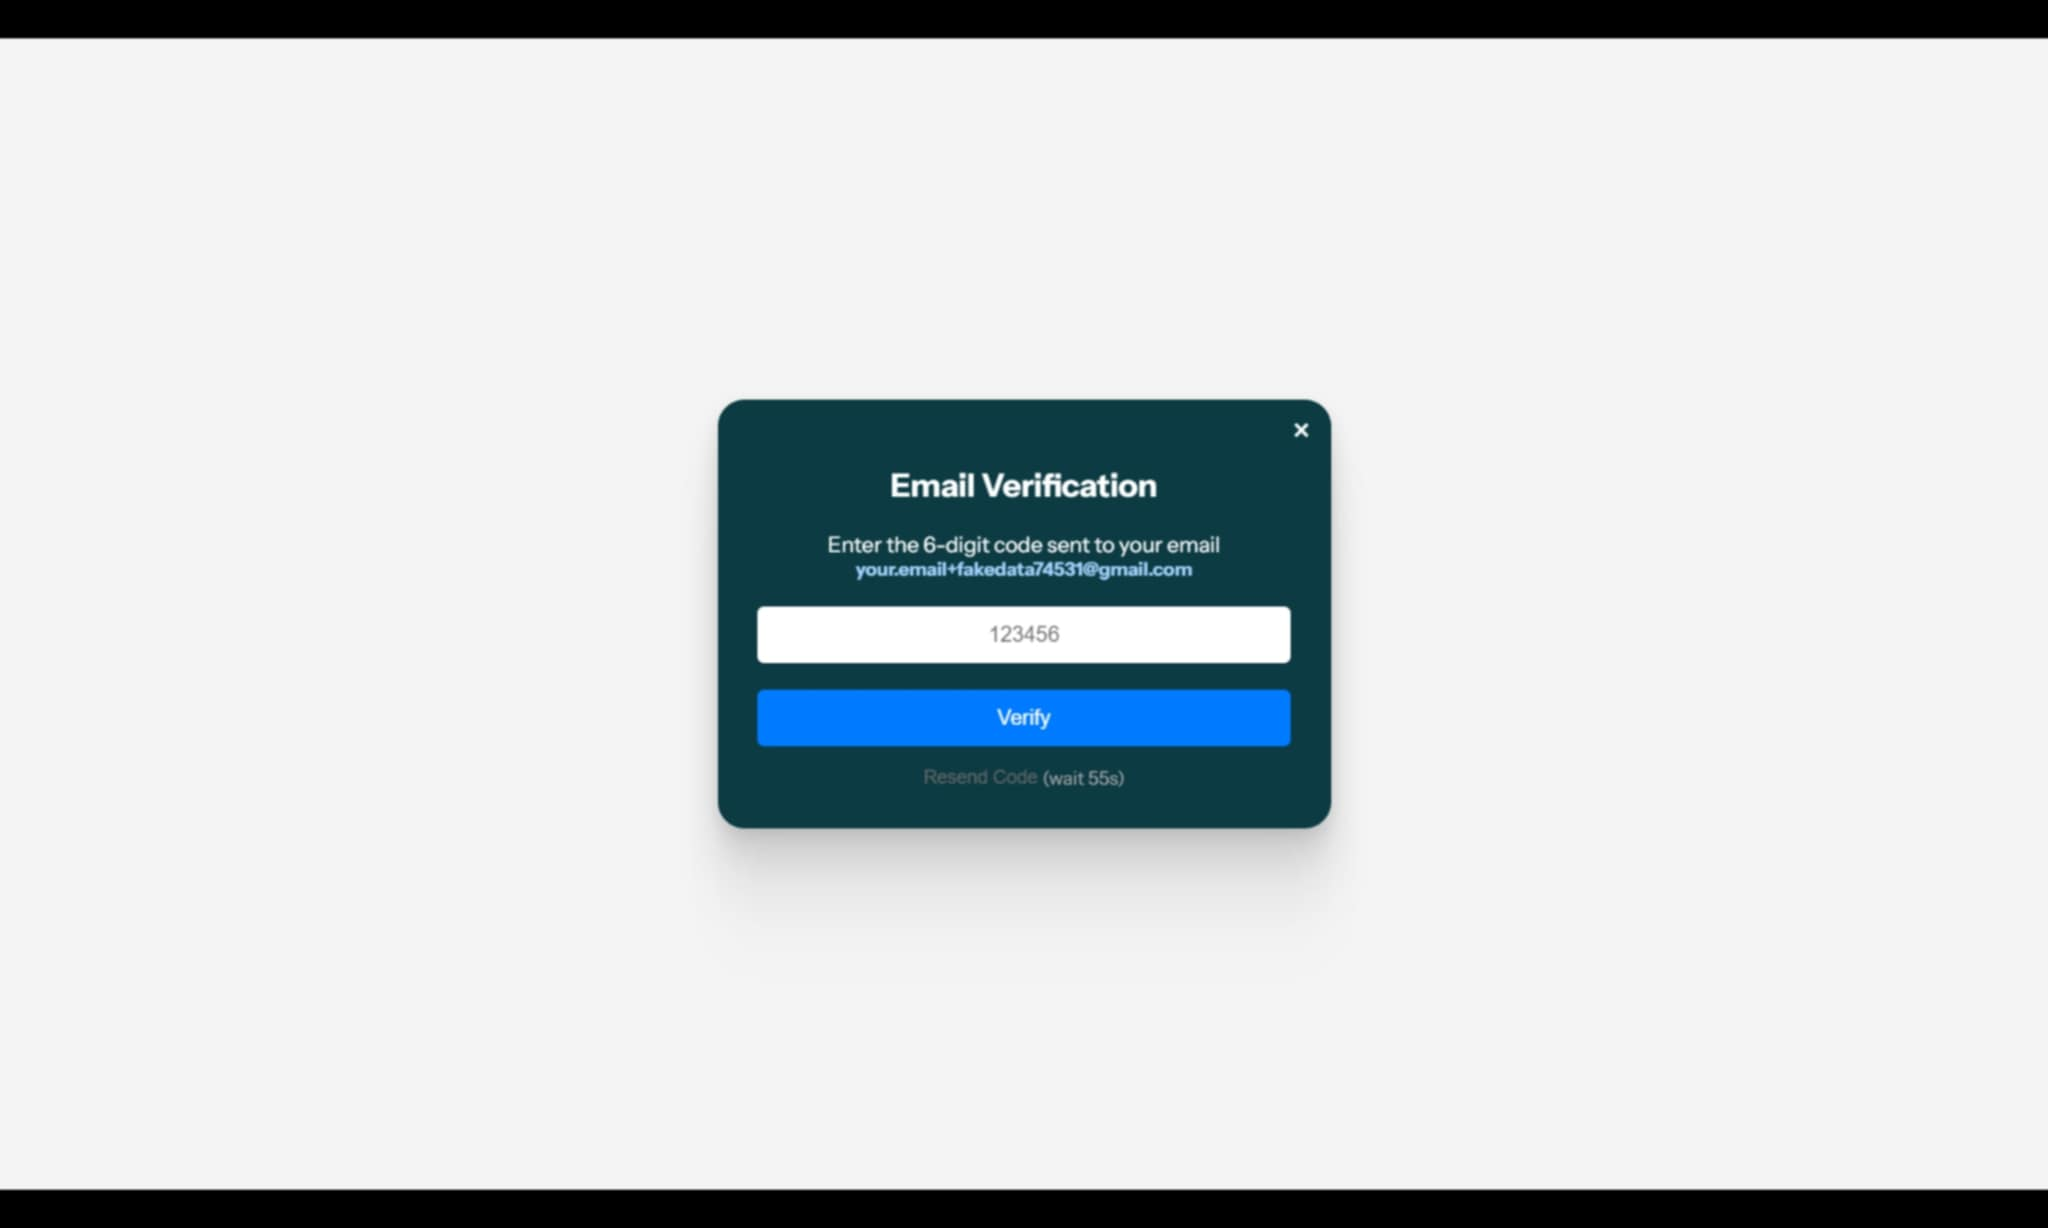 ×
Email Verification
Enter the 6-digit code sent to your email
your.email+fakedata74531@gmail.com
123456
Verify
Resend Code (wait 55s)